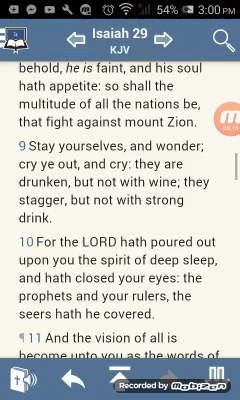 54% 3:00 PM
Isaiah 29
KJV
behold, he is faint, and his soul
hath appetite: so shall the
multitude of all the nations be,
that fight against mount Zion.
9 Stay yourselves, and wonder;
cry ye out, and cry: they are
drunken, but not with wine; they
stagger, but not with strong
drink.
10 For the LORD hath poured out
upon you the spirit of deep sleep,
and hath closed your eyes: the
prophets and your rulers, the
seers hath he covered.
¶ 11 And the vision of all is
become unto you as the words of
Recorded by Mobizen